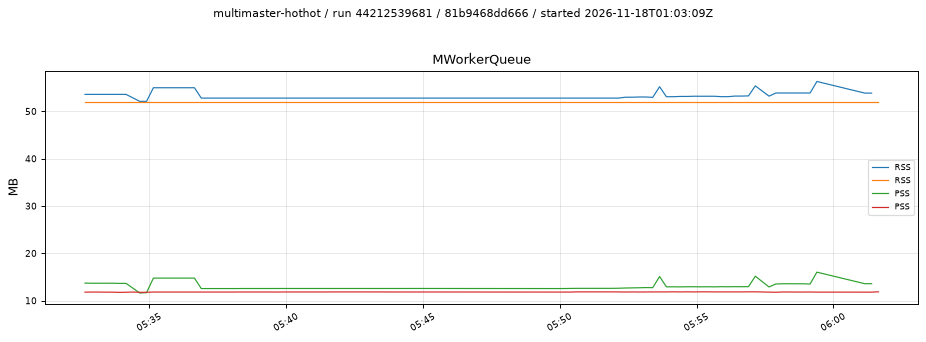 multimaster-hothot / run 44212539681 / 81b9468dd666 / started 2026-11-18T01:03:09Z
MWorkerQueue
MB
50
40
30
20
10
RSS
RSS
PSS
PSS
05:35
05:40
05:45
05:50
05:55
06:00